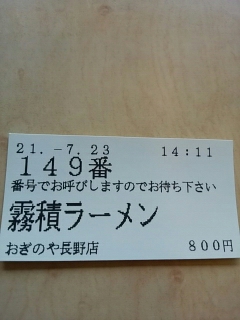 21.-7.23 14:11
149番
番号でお呼びしますのでお待ち下さい
霧積ラーメン
おぎのや長野店 800円